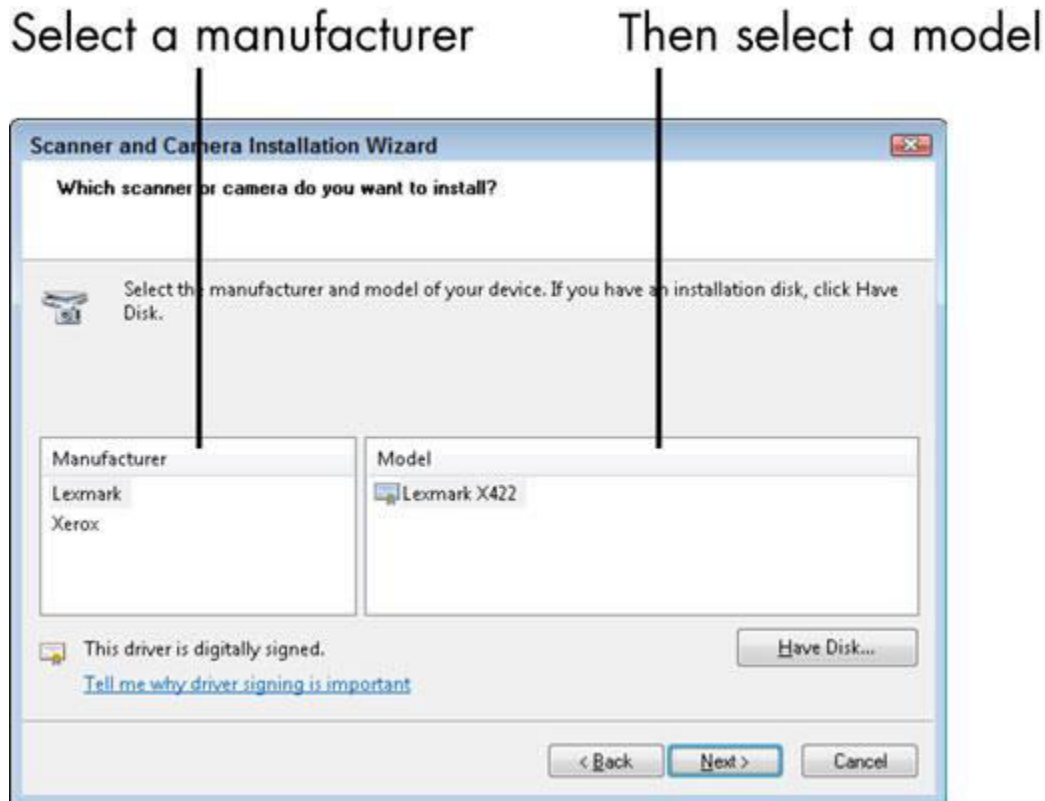 Select a manufacturer
Then select a model
Scanner and Camera Installation Wizard
Which scanner or camera do you want to install?
Select the manufacturer and model of your device. If you have an installation disk, click Have
Disk.
Manufacturer
Model
Lexmark
Lexmark X422
Xerox
This driver is digitally signed.
Have Disk...
Tell me why driver signing is important
< Back
Next >
Cancel